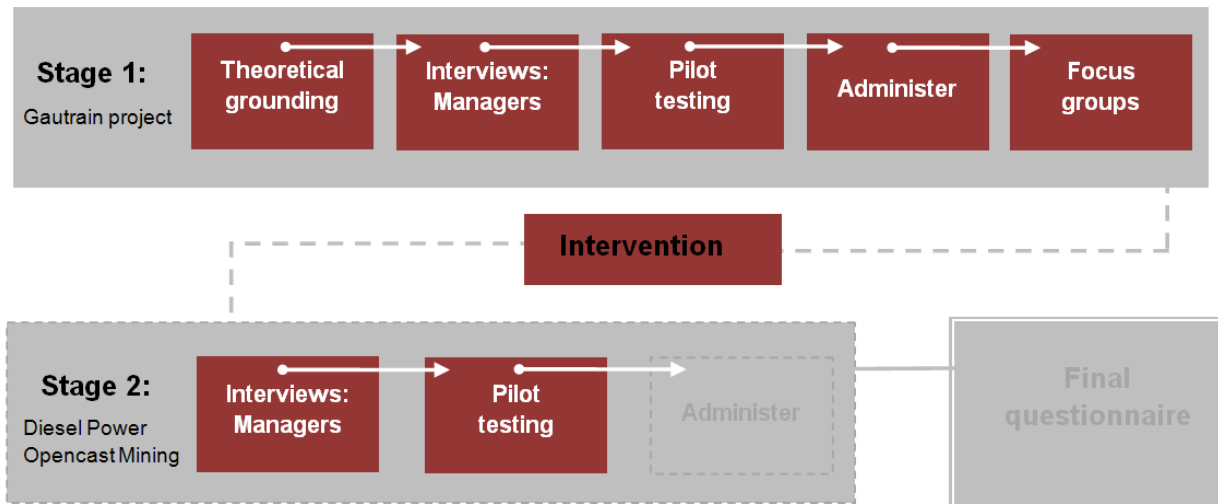 Stage 1:
Gautrain project
Theoretical
grounding
Interviews:
Managers
Pilot
testing
Administer
Focus
groups
Intervention
Stage 2:
Diesel Power
Opencast Mining
Interviews:
Managers
Pilot
testing
Administer
Final
questionnaire